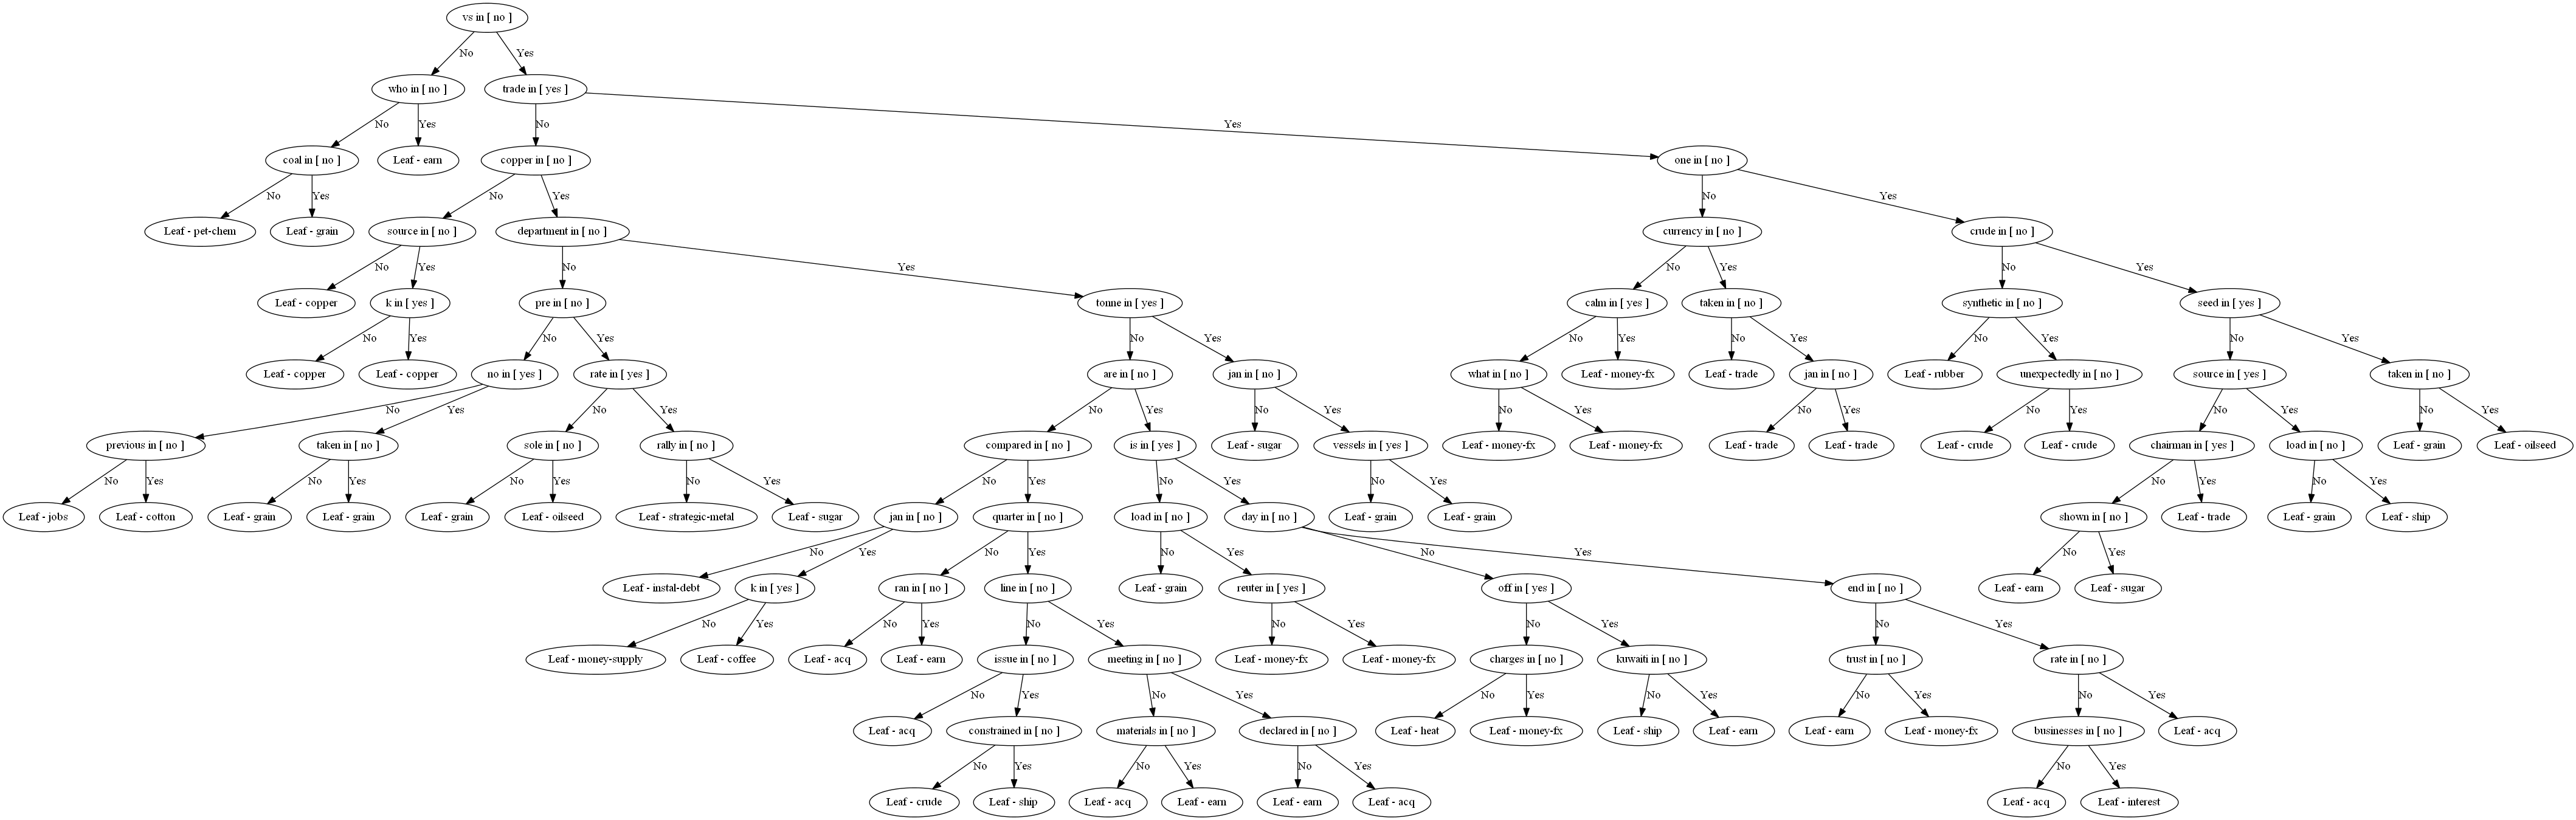 vs in [ no ]
No
Yes
who in [ no ]
trade in [ yes ]
No
Yes
No
Yes
coal in [ no ]
Leaf - earn
copper in [ no ]
one in [ no ]
No
Yes
No
Yes
No
Yes
Leaf - pet-chem
Leaf - grain
source in [ no ]
department in [ no ]
currency in [ no ]
crude in [ no ]
No
Yes
No
Yes
No
Yes
No
Yes
Leaf - copper
k in [ yes ]
pre in [ no ]
tonne in [ yes ]
calm in [ yes ]
taken in [ no ]
synthetic in [ no ]
seed in [ yes ]
No
Yes
No
Yes
No
Yes
No
Yes
No
Yes
No
Yes
No
Yes
Leaf - copper
Leaf - copper
no in [ yes ]
rate in [ yes ]
are in [ no ]
jan in [ no ]
what in [ no ]
Leaf - money-fx
Leaf - trade
jan in [ no ]
Leaf - rubber
unexpectedly in [ no ]
source in [ yes ]
taken in [ no ]
No
Yes
No
Yes
No
Yes
No
Yes
No
Yes
No
Yes
No
Yes
No
Yes
No
Yes
previous in [ no ]
taken in [ no ]
sole in [ no ]
rally in [ no ]
compared in [ no ]
is in [ yes ]
Leaf - sugar
vessels in [ yes ]
Leaf - money-fx
Leaf - money-fx
Leaf - trade
Leaf - trade
Leaf - crude
Leaf - crude
chairman in [ yes ]
load in [ no ]
Leaf - grain
Leaf - oilseed
No
Yes
No
Yes
No
Yes
No
Yes
No
Yes
No
Yes
No
Yes
No
Yes
No
Yes
Leaf - jobs
Leaf - cotton
Leaf - grain
Leaf - grain
Leaf - grain
Leaf - oilseed
Leaf - strategic-metal
Leaf - sugar
jan in [ no ]
quarter in [ no ]
load in [ no ]
day in [ no ]
Leaf - grain
Leaf - grain
shown in [ no ]
Leaf - trade
Leaf - grain
Leaf - ship
No
Yes
No
Yes
No
Yes
No
Yes
No
Yes
Leaf - instal-debt
k in [ yes ]
ran in [ no ]
line in [ no ]
Leaf - grain
reuter in [ yes ]
off in [ yes ]
end in [ no ]
Leaf - earn
Leaf - sugar
No
Yes
No
Yes
No
Yes
No
Yes
No
Yes
No
Yes
Leaf - money-supply
Leaf - coffee
Leaf - acq
Leaf - earn
issue in [ no ]
meeting in [ no ]
Leaf - money-fx
Leaf - money-fx
charges in [ no ]
kuwaiti in [ no ]
trust in [ no ]
rate in [ no ]
No
Yes
No
Yes
No
Yes
No
Yes
No
Yes
No
Yes
Leaf - acq
constrained in [ no ]
materials in [ no ]
declared in [ no ]
Leaf - heat
Leaf - money-fx
Leaf - ship
Leaf - earn
Leaf - earn
Leaf - money-fx
businesses in [ no ]
Leaf - acq
No
Yes
No
Yes
No
Yes
No
Yes
Leaf - crude
Leaf - ship
Leaf - acq
Leaf - earn
Leaf - earn
Leaf - acq
Leaf - acq
Leaf - interest